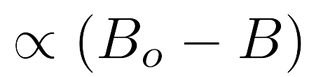 ∝ (B_o − B)